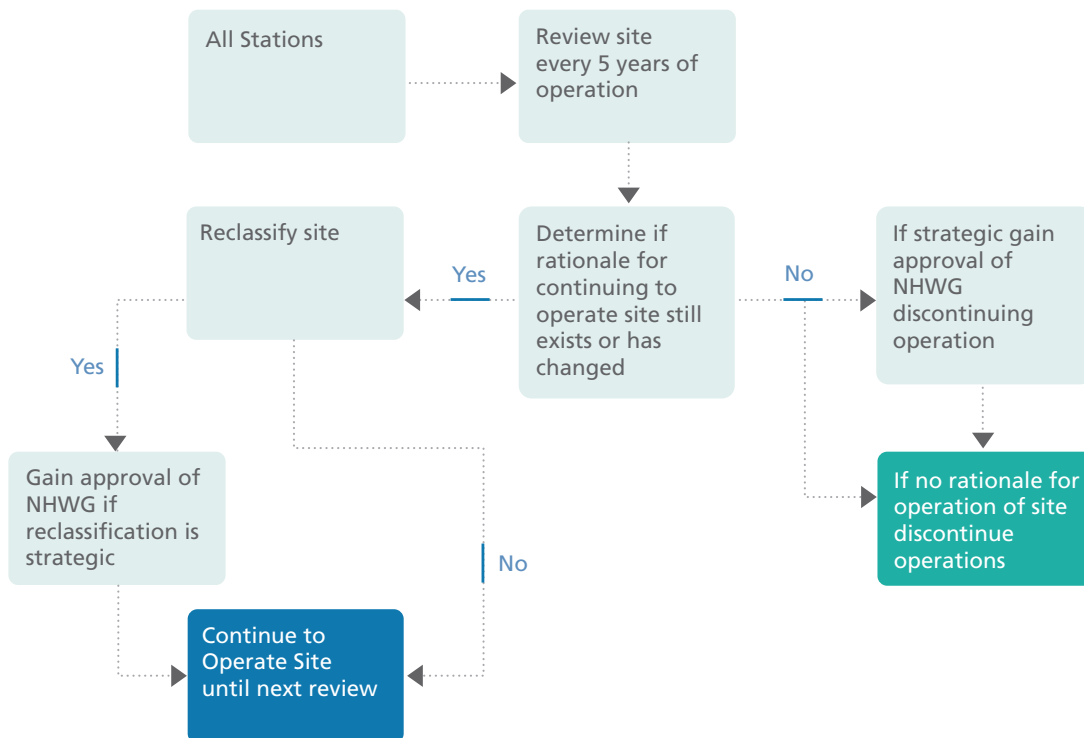 All Stations
Review site
every 5 years of
operation
Reclassify site
Yes
Determine if
rationale for
continuing to
operate site still
exists or has
changed
No
If strategic gain
approval of
NHWG
discontinuing
operation
Yes
Gain approval of
NHWG if
reclassification is
strategic
No
If no rationale for
operation of site
discontinue
operations
Continue to
Operate Site
until next review